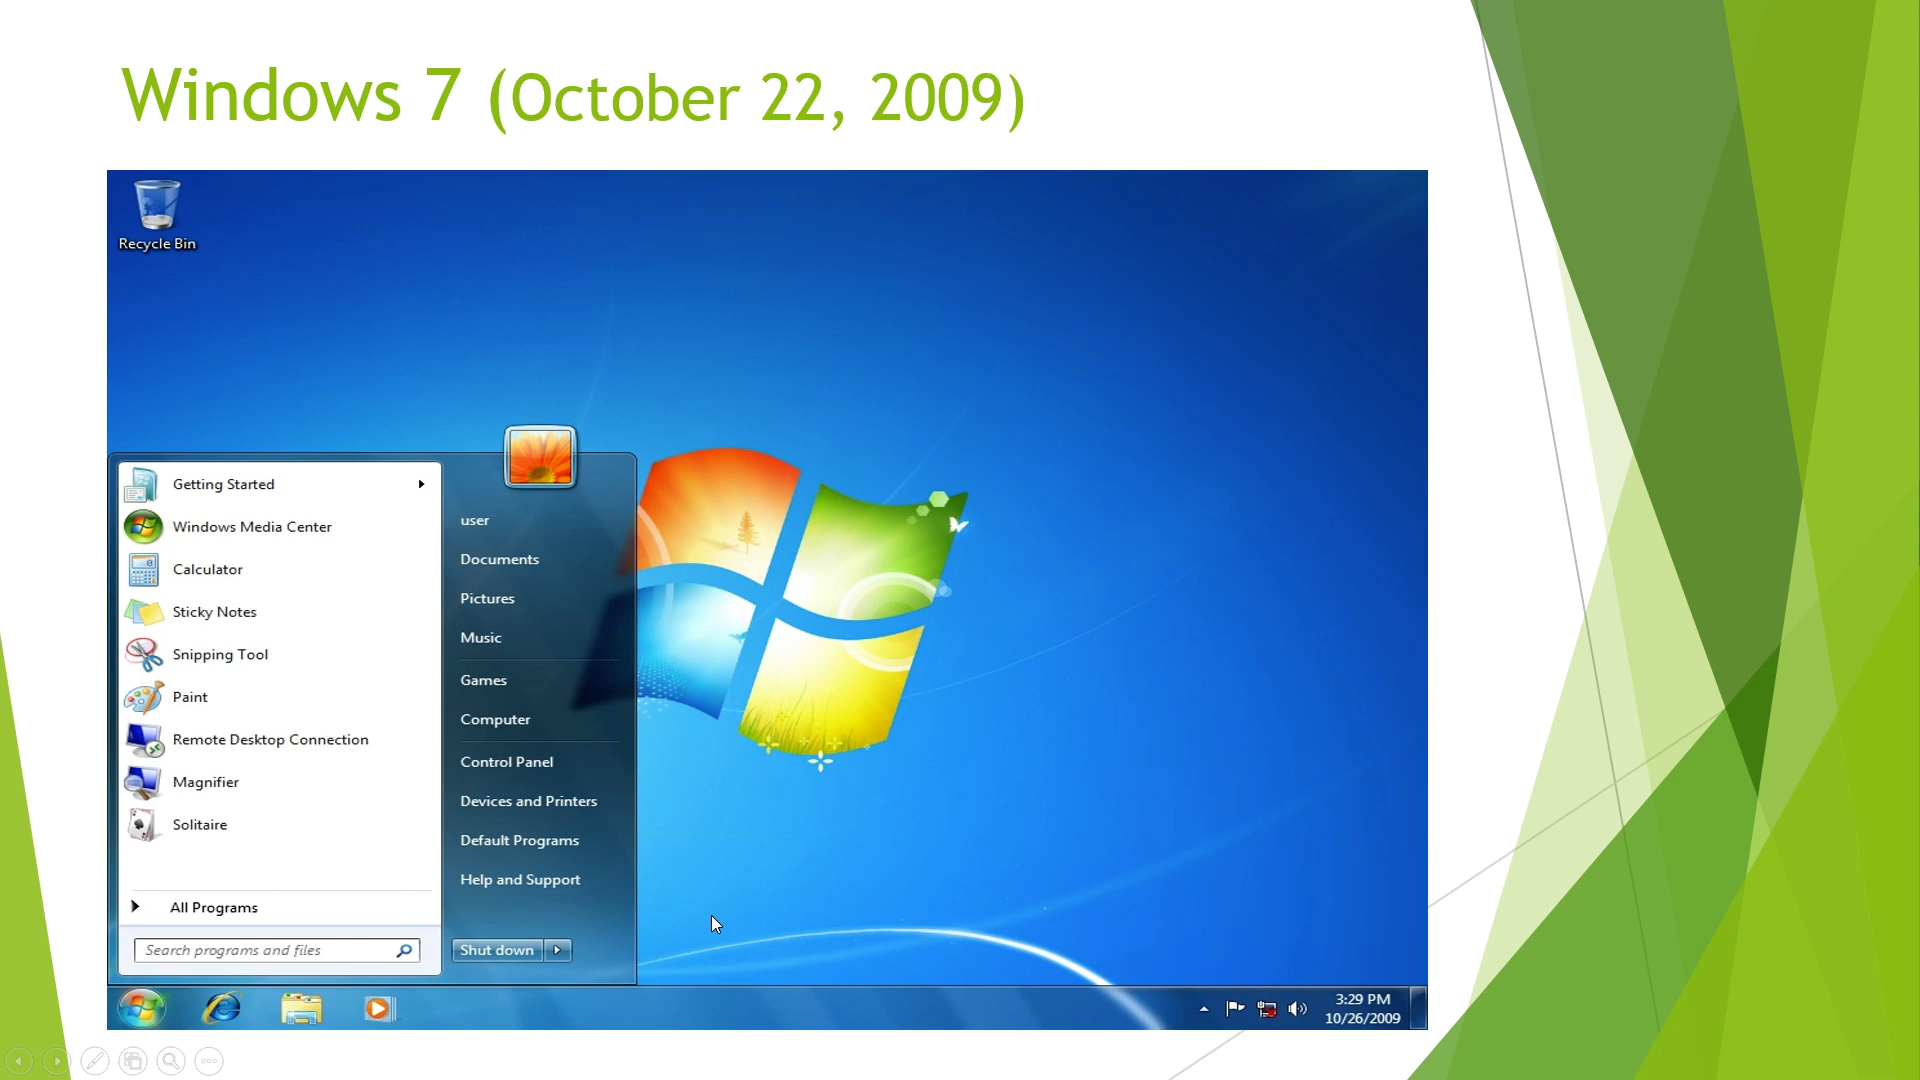 Windows 7 (October 22, 2009)
Recycle Bin
Getting Started
Windows Media Center
Calculator
Sticky Notes
Snipping Tool
Paint
Remote Desktop Connection
Magnifier
Solitaire
All Programs
Search programs and files
user
Documents
Pictures
Music
Games
Computer
Control Panel
Devices and Printers
Default Programs
Help and Support
Shut down
3:29 PM
10/26/2009